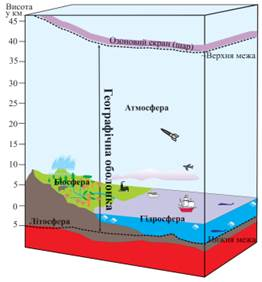 Висота
у км
45
Озоновий екран (шар)
40
Верхня межа
35
30
Географічна оболонка
Атмосфера
25
20
15
10
5
Біосфера
0
Літосфера
Гідросфера
5
Нижня межа